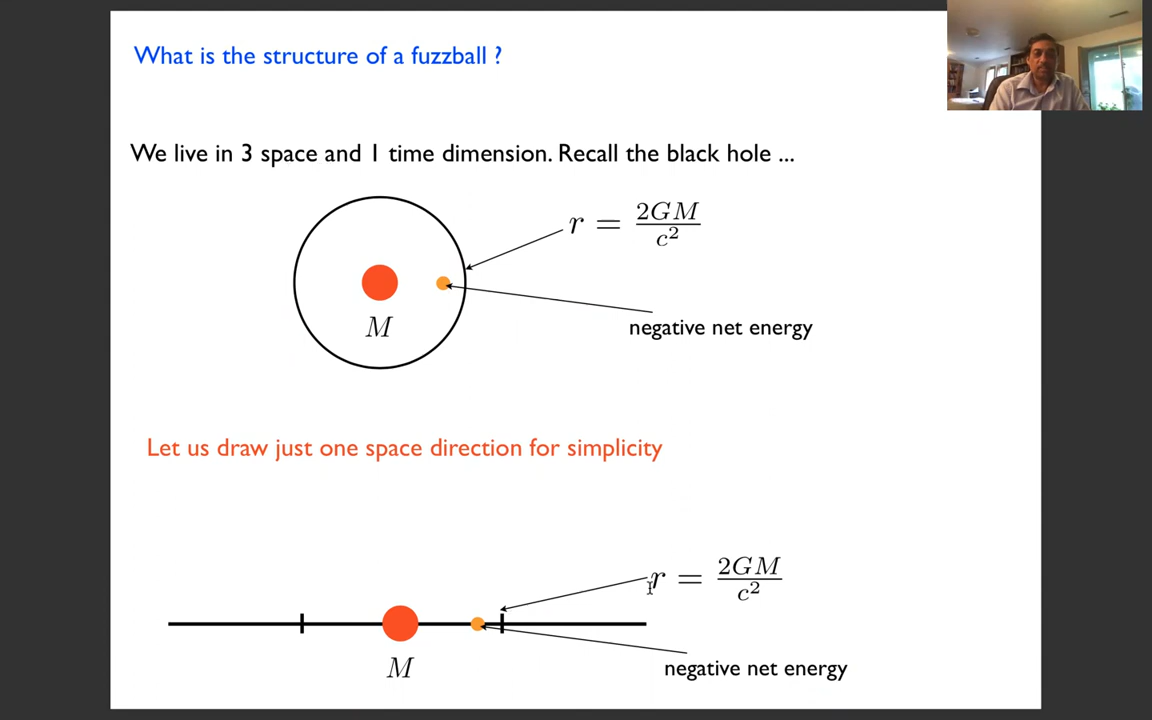 What is the structure of a fuzzball ?
We live in 3 space and 1 time dimension. Recall the black hole ...
r = 2GM/c²
M
negative net energy
Let us draw just one space direction for simplicity
r = 2GM/c²
M
negative net energy